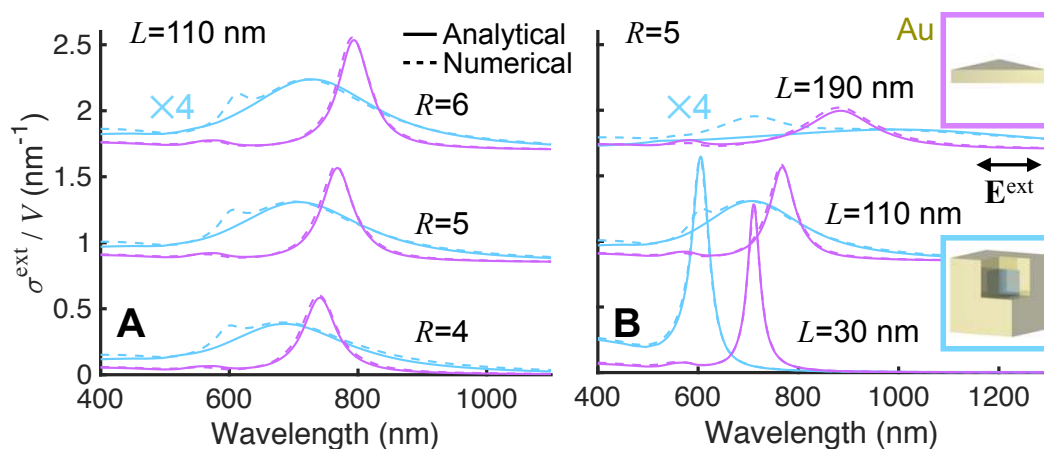 L=110 nm
Analytical
Numerical
×4
R=6
R=5
R=4
A
σ^ext / V (nm⁻¹)
0
0.5
1
1.5
2
2.5
400
600
800
1000
Wavelength (nm)
R=5
Au
×4
L=190 nm
E^ext
L=110 nm
L=30 nm
B
400
600
800
1000
1200
Wavelength (nm)